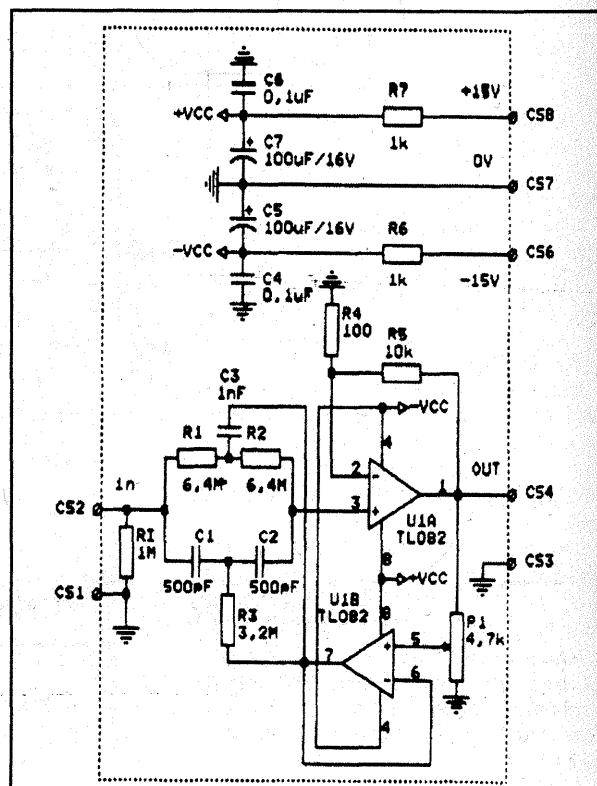 C6
0,1uF
R7
+15V
+VCC
CS8
1k
C7
100uF/16V
0V
CS7
C5
100uF/16V
R6
-VCC
CS6
C4
0,1uF
1k
-15V
R4
100
R5
10k
C3
1nF
-VCC
R1
R2
4
6,4M
6,4M
2
-
OUT
in
1
CS2
3
+
CS4
U1A
TL082
RI
1M
C1
C2
8
CS3
500pF
500pF
+VCC
CS1
U1B
TL082
8
R3
3,2M
P1
4,7k
7
+
5
-
6
4